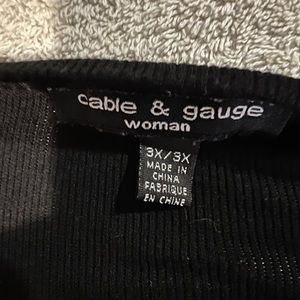 cable & gauge
woman
3X/3X
MADE IN
CHINA
FABRIQUE
EN CHINE